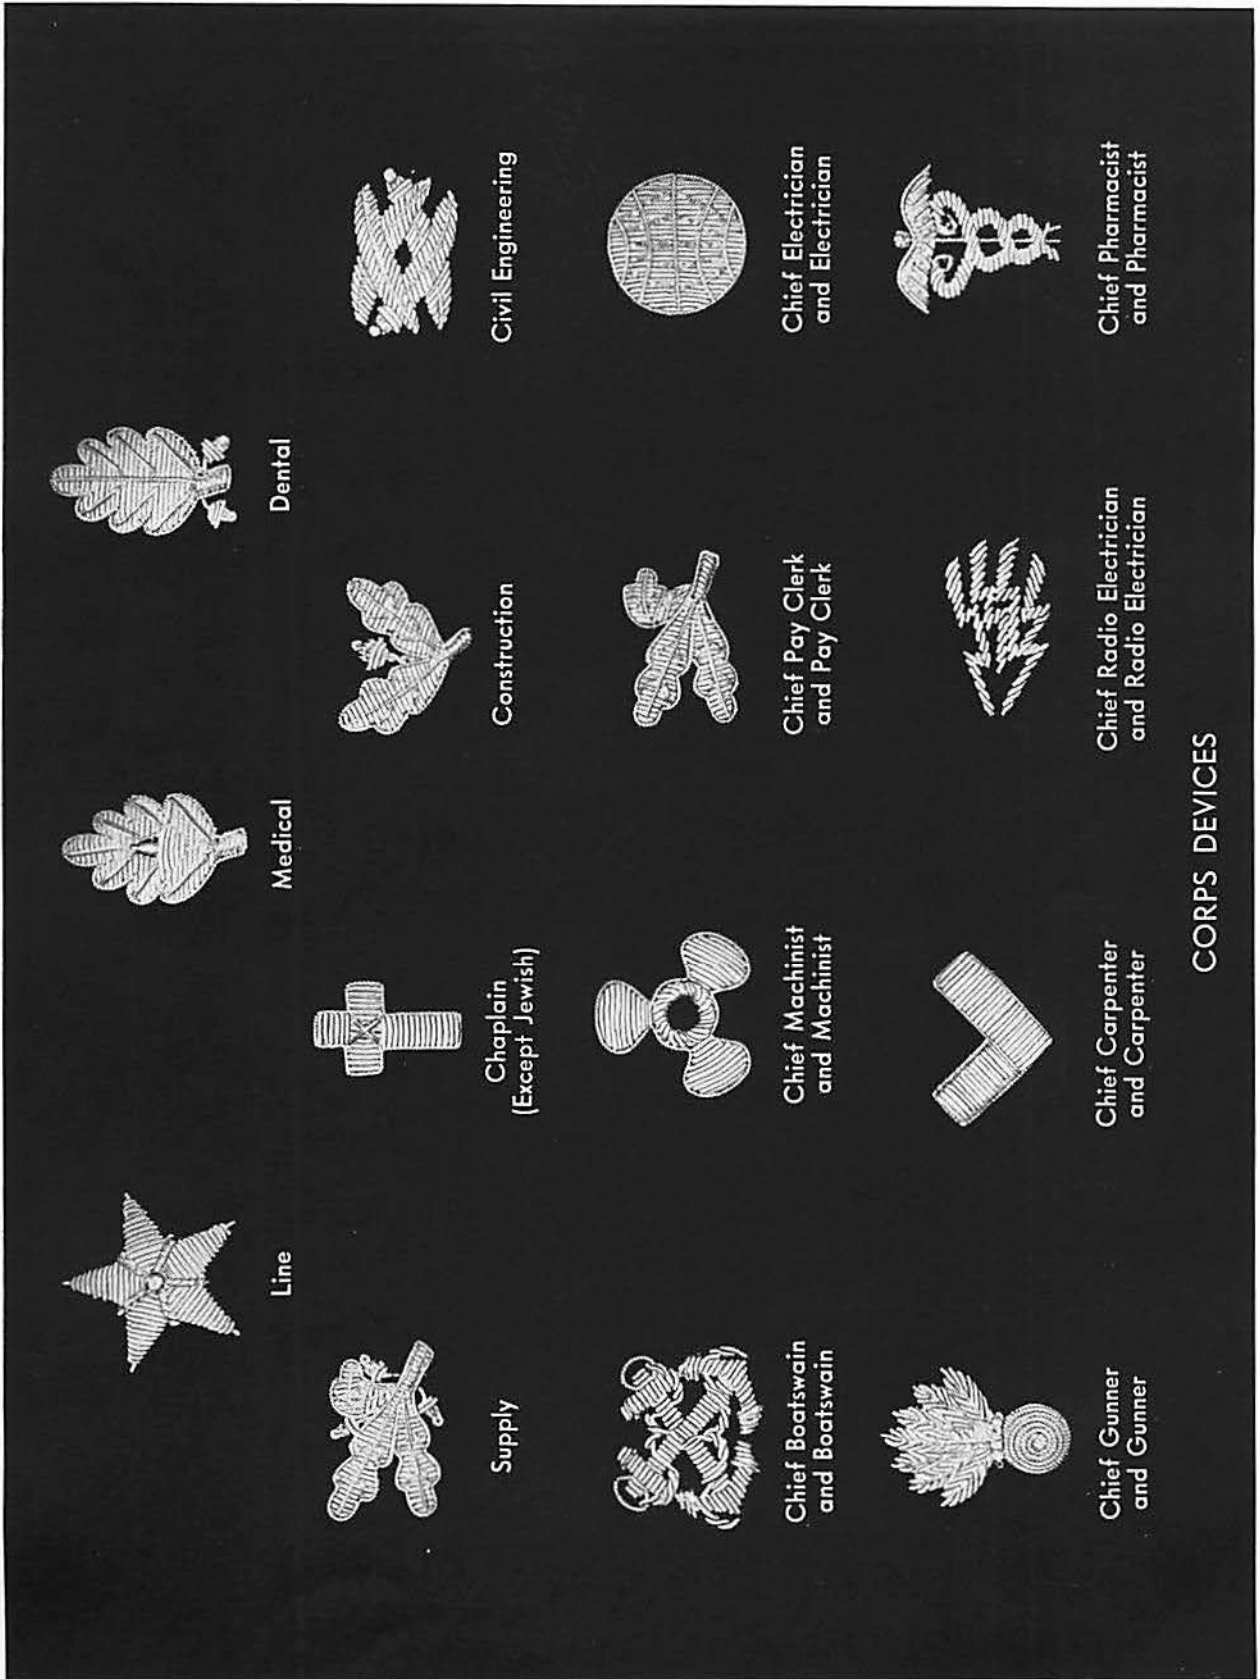 Line
Medical
Dental
Supply
Chaplain
(Except Jewish)
Construction
Civil Engineering
Chief Boatswain
and Boatswain
Chief Machinist
and Machinist
Chief Pay Clerk
and Pay Clerk
Chief Electrician
and Electrician
Chief Gunner
and Gunner
Chief Carpenter
and Carpenter
Chief Radio Electrician
and Radio Electrician
Chief Pharmacist
and Pharmacist
CORPS DEVICES